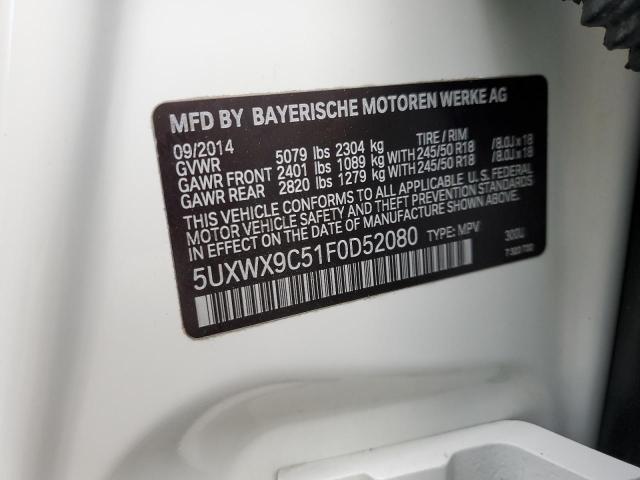 MFD BY BAYERISCHE MOTOREN WERKE AG
09/2014 TIRE / RIM
GVWR 5079 lbs 2304 kg
GAWR FRONT 2401 lbs 1089 kg WITH 245/50 R18 /8.0J x 18
GAWR REAR 2820 lbs 1279 kg WITH 245/50 R18 /8.0J x 18
THIS VEHICLE CONFORMS TO ALL APPLICABLE U.S. FEDERAL
MOTOR VEHICLE SAFETY AND THEFT PREVENTION STANDARDS
IN EFFECT ON THE DATE OF MANUFACTURE SHOWN ABOVE.
5UXWX9C51F0D52080 TYPE: MPV 300U